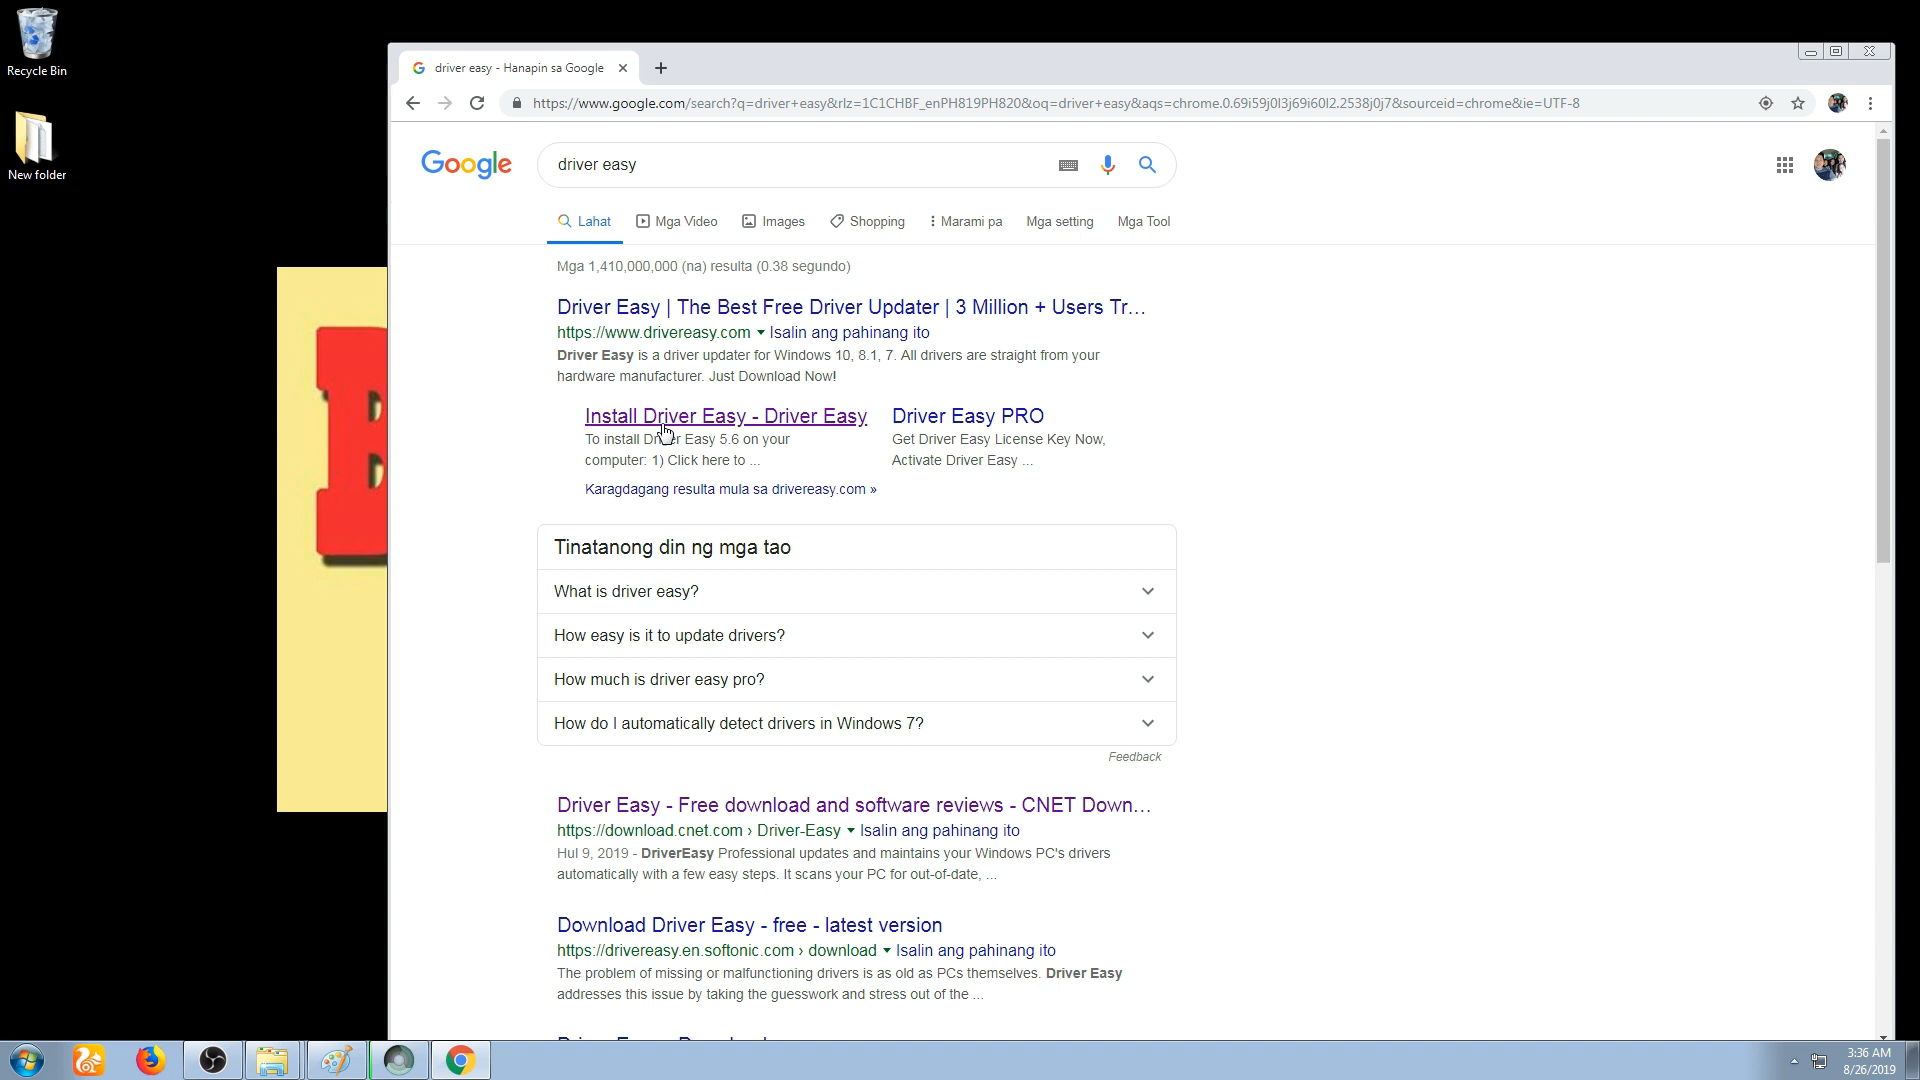 Recycle Bin
New folder
driver easy - Hanapin sa Google
https://www.google.com/search?q=driver+easy&rlz=1C1CHBF_enPH819PH820&oq=driver+easy&aqs=chrome.0.69i59j0l3j69i60l2.2538j0j7&sourceid=chrome&ie=UTF-8
Google
driver easy
Lahat Mga Video Images Shopping Marami pa Mga setting Mga Tool
Mga 1,410,000,000 (na) resulta (0.38 segundo)
Driver Easy | The Best Free Driver Updater | 3 Million + Users Tr...
https://www.drivereasy.com Isalin ang pahinang ito
Driver Easy is a driver updater for Windows 10, 8.1, 7. All drivers are straight from your
hardware manufacturer. Just Download Now!
Install Driver Easy - Driver Easy
To install Driver Easy 5.6 on your
computer: 1) Click here to ...
Driver Easy PRO
Get Driver Easy License Key Now,
Activate Driver Easy ...
Karagdagang resulta mula sa drivereasy.com »
Tinatanong din ng mga tao
What is driver easy?
How easy is it to update drivers?
How much is driver easy pro?
How do I automatically detect drivers in Windows 7?
Feedback
Driver Easy - Free download and software reviews - CNET Down...
https://download.cnet.com › Driver-Easy Isalin ang pahinang ito
Hul 9, 2019 - DriverEasy Professional updates and maintains your Windows PC's drivers
automatically with a few easy steps. It scans your PC for out-of-date, ...
Download Driver Easy - free - latest version
https://drivereasy.en.softonic.com › download Isalin ang pahinang ito
The problem of missing or malfunctioning drivers is as old as PCs themselves. Driver Easy
addresses this issue by taking the guesswork and stress out of the ...
3:36 AM
8/26/2019